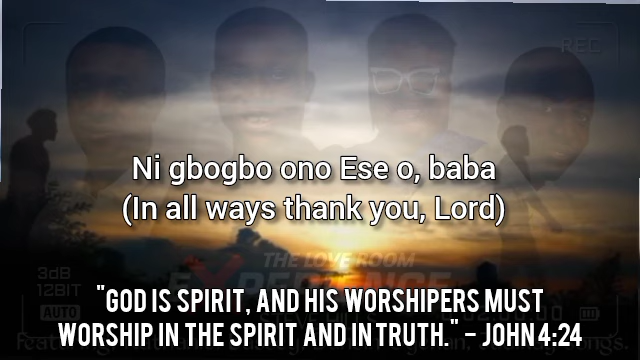 REC
Ni gbogbo ono Ese o, baba
(In all ways thank you, Lord)
THE LOVE ROOM
3dB
12BIT
AUTO
"GOD IS SPIRIT, AND HIS WORSHIPERS MUST
WORSHIP IN THE SPIRIT AND IN TRUTH." – JOHN 4:24